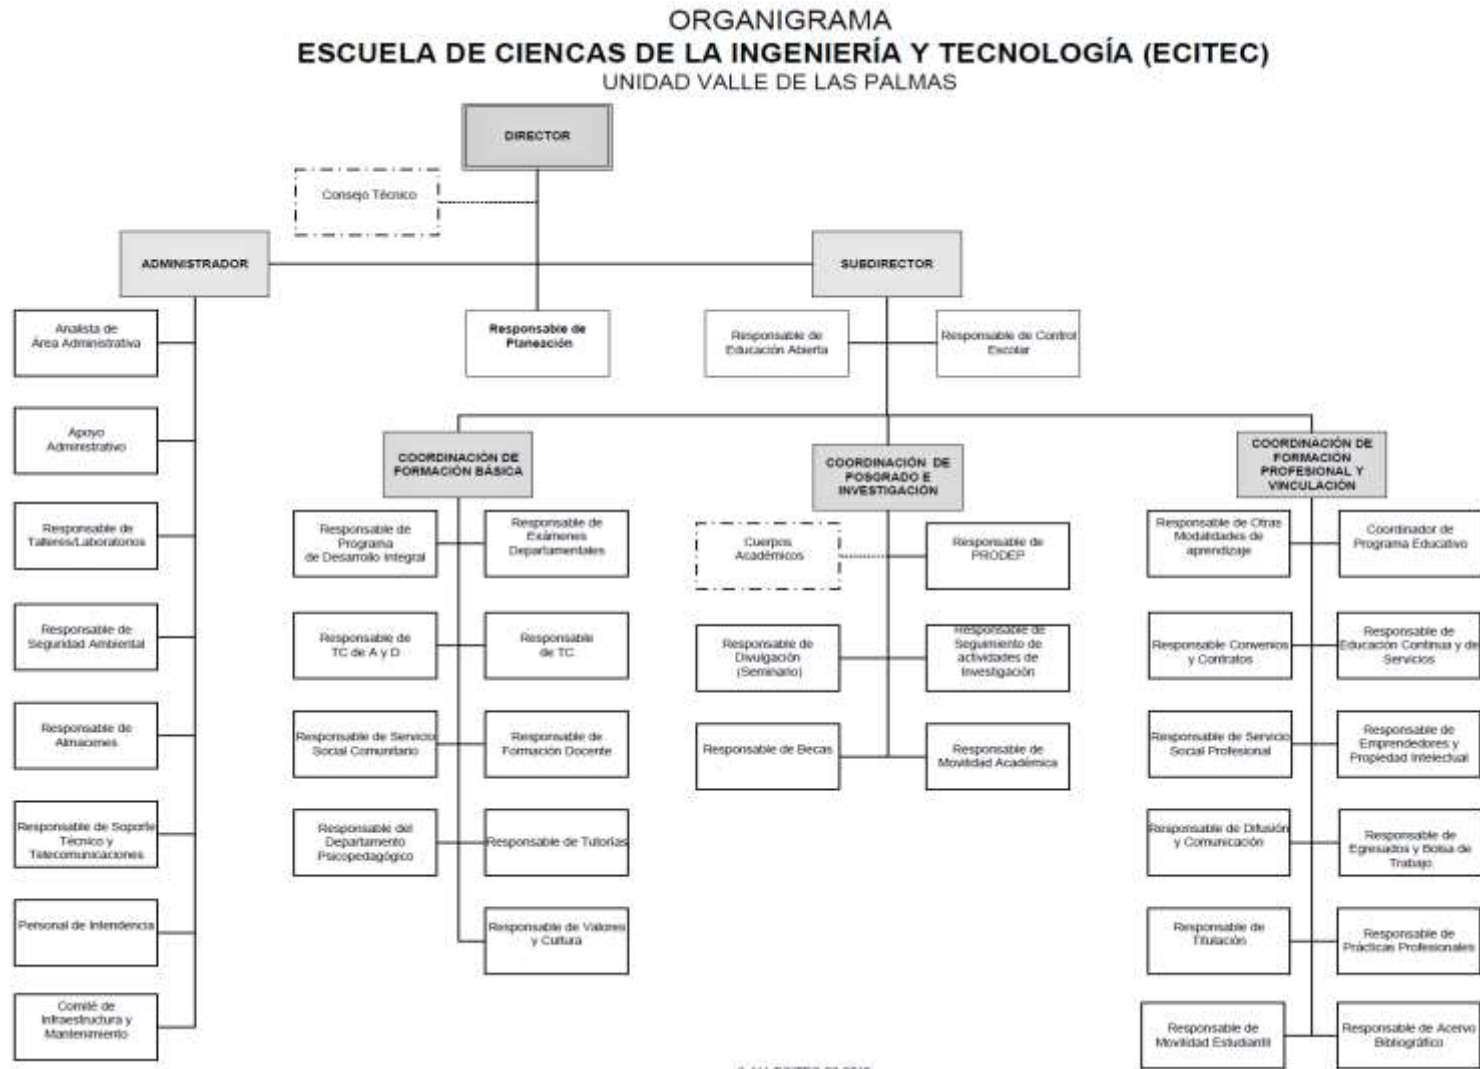 ORGANIGRAMA
ESCUELA DE CIENCAS DE LA INGENIERÍA Y TECNOLOGÍA (ECITEC)
UNIDAD VALLE DE LAS PALMAS
DIRECTOR
Consejo Técnico
ADMINISTRADOR
SUBDIRECTOR
Responsable de
Planeación
Responsable de
Educación Abierta
Responsable de Control
Escolar
Analista de
Área Administrativa
Apoyo
Administrativo
Responsable de
Talleres/Laboratorios
Responsable de
Seguridad Ambiental
Responsable de
Almacenes
Responsable de Soporte
Técnico y
Telecomunicaciones
Personal de Intendencia
Comité de
Infraestructura y
Mantenimiento
COORDINACIÓN DE
FORMACIÓN BÁSICA
Responsable de
Programa
de Desarrollo Integral
Responsable de
Exámenes
Departamentales
Responsable de
TC de A y D
Responsable
de TC
Responsable de Servicio
Social Comunitario
Responsable de
Formación Docente
Responsable del
Departamento
Psicopedagógico
Responsable de Tutorías
Responsable de Valores
y Cultura
COORDINACIÓN DE
POSGRADO E
INVESTIGACIÓN
Cuerpos
Académicos
Responsable de
PRODEP
Responsable de
Divulgación
(Seminario)
Responsable de
Seguimiento de
actividades de
Investigación
Responsable de Becas
Responsable de
Movilidad Académica
COORDINACIÓN DE
FORMACIÓN
PROFESIONAL Y
VINCULACIÓN
Responsable de Otras
Modalidades de
aprendizaje
Coordinador de
Programa Educativo
Responsable Convenios
y Contratos
Responsable de
Educación Continua y de
Servicios
Responsable de Servicio
Social Profesional
Responsable de
Emprendedores y
Propiedad Intelectual
Responsable de Difusión
y Comunicación
Responsable de
Egresados y Bolsa de
Trabajo
Responsable de
Titulación
Responsable de
Prácticas Profesionales
Responsable de
Movilidad Estudiantil
Responsable de Acervo
Bibliográfico